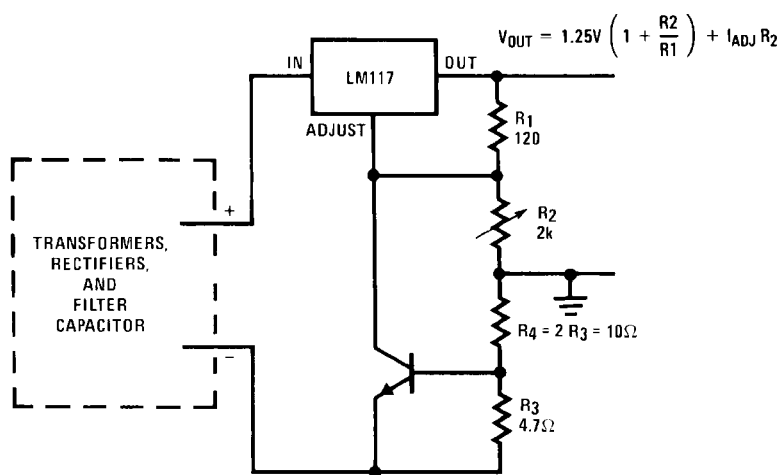 V_OUT = 1.25V (1 + R2/R1) + I_ADJ R2
IN
LM117
OUT
ADJUST
R1
120
R2
2k
TRANSFORMERS,
RECTIFIERS,
AND
FILTER
CAPACITOR
+
−
R4 = 2 R3 = 10Ω
R3
4.7Ω